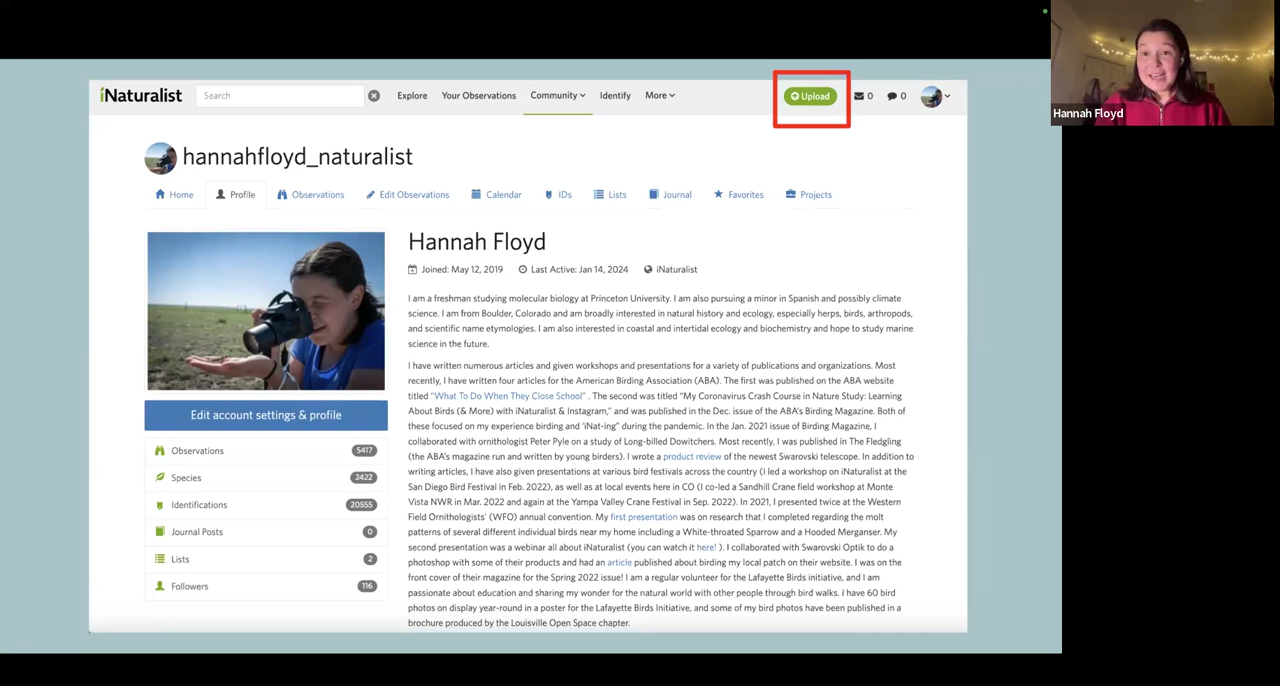 iNaturalist
Search
Explore
Your Observations
Community
Identify
More
Upload
0
0
Hannah Floyd
hannahfloyd_naturalist
Home
Profile
Observations
Edit Observations
Calendar
IDs
Lists
Journal
Favorites
Projects
Hannah Floyd
Joined: May 12, 2019 Last Active: Jan 14, 2024 iNaturalist
I am a freshman studying molecular biology at Princeton University. I am also pursuing a minor in Spanish and possibly climate
science. I am from Boulder, Colorado and am broadly interested in natural history and ecology, especially herps, birds, arthropods,
and scientific name etymologies. I am also interested in coastal and intertidal ecology and biochemistry and hope to study marine
science in the future.
I have written numerous articles and given workshops and presentations for a variety of publications and organizations. Most
recently, I have written four articles for the American Birding Association (ABA). The first was published on the ABA website
titled "What To Do When They Close School" . The second was titled "My Coronavirus Crash Course in Nature Study: Learning
About Birds (& More) with iNaturalist & Instagram," and was published in the Dec. issue of the ABA's Birding Magazine. Both of
these focused on my experience birding and 'iNat-ing" during the pandemic. In the Jan. 2021 issue of Birding Magazine, I
collaborated with ornithologist Peter Pyle on a study of Long-billed Dowitchers. Most recently, I was published in The Fledgling
(the ABA's magazine run and written by young birders). I wrote a product review of the newest Swarovski telescope. In addition to
writing articles, I have also given presentations at various bird festivals across the country (I led a workshop on iNaturalist at the
San Diego Bird Festival in Feb. 2022), as well as at local events here in CO (I co-led a Sandhill Crane field workshop at Monte
Vista NWR in Mar. 2022 and again at the Yampa Valley Crane Festival in Sep. 2022). In 2021, I presented twice at the Western
Field Ornithologists' (WFO) annual convention. My first presentation was on research that I completed regarding the molt
patterns of several different individual birds near my home including a White-throated Sparrow and a Hooded Merganser. My
second presentation was a webinar all about iNaturalist (you can watch it here! ). I collaborated with Swarovski Optik to do a
photoshop with some of their products and had an article published about birding my local patch on their website. I was on the
front cover of their magazine for the Spring 2022 issue! I am a regular volunteer for the Lafayette Birds initiative, and I am
passionate about education and sharing my wonder for the natural world with other people through bird walks. I have 60 bird
photos on display year-round in a poster for the Lafayette Birds Initiative, and some of my bird photos have been published in a
brochure produced by the Louisville Open Space chapter.
Edit account settings & profile
Observations 5417
Species 2422
Identifications 20555
Journal Posts 0
Lists 2
Followers 116